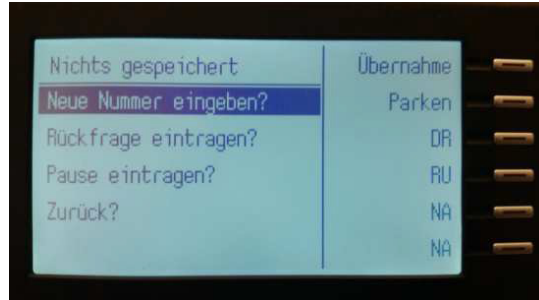 Nichts gespeichert
Neue Nummer eingeben?
Rückfrage eintragen?
Pause eintragen?
Zurück?
Übernahme
Parken
DR
RU
NA
NA